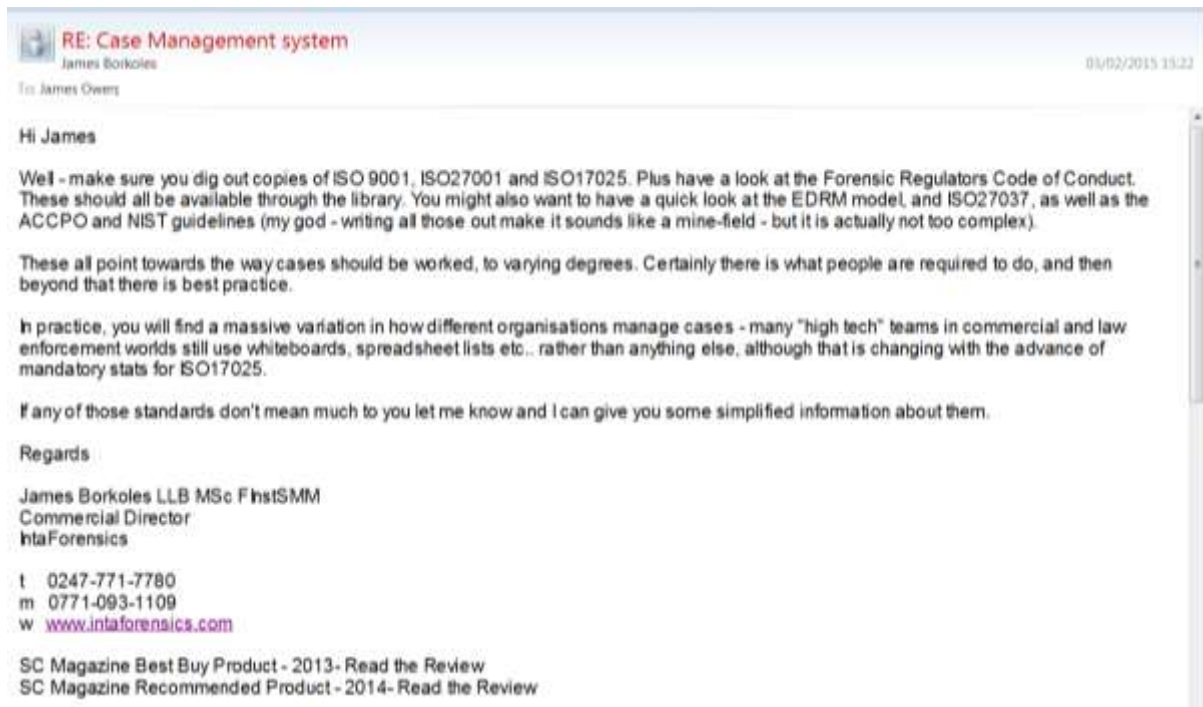 RE: Case Management system
James Borkoles
03/02/2015 15:22
To: James Owen
Hi James
Well - make sure you dig out copies of ISO 9001, ISO27001 and ISO17025. Plus have a look at the Forensic Regulators Code of Conduct.
These should all be available through the library. You might also want to have a quick look at the EDRM model, and ISO27037, as well as the
ACCPO and NIST guidelines (my god - writing all those out make it sounds like a mine-field - but it is actually not too complex).
These all point towards the way cases should be worked, to varying degrees. Certainly there is what people are required to do, and then
beyond that there is best practice.
In practice, you will find a massive variation in how different organisations manage cases - many "high tech" teams in commercial and law
enforcement worlds still use whiteboards, spreadsheet lists etc.. rather than anything else, although that is changing with the advance of
mandatory stats for ISO17025.
If any of those standards don't mean much to you let me know and I can give you some simplified information about them.
Regards
James Borkoles LLB MSc FInstSMM
Commercial Director
IntaForensics
t 0247-771-7780
m 0771-093-1109
w www.intaforensics.com
SC Magazine Best Buy Product - 2013- Read the Review
SC Magazine Recommended Product - 2014- Read the Review